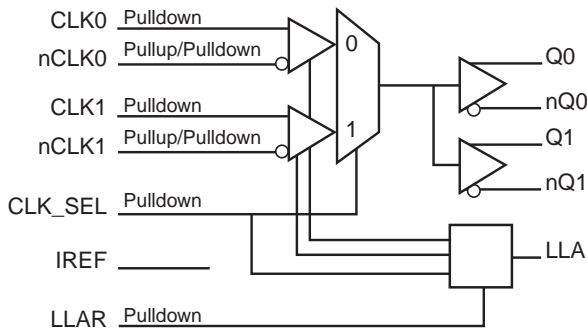 CLK0 Pulldown
nCLK0 Pullup/Pulldown
CLK1 Pulldown
nCLK1 Pullup/Pulldown
CLK_SEL Pulldown
IREF
LLAR Pulldown
0
1
Q0
nQ0
Q1
nQ1
LLA